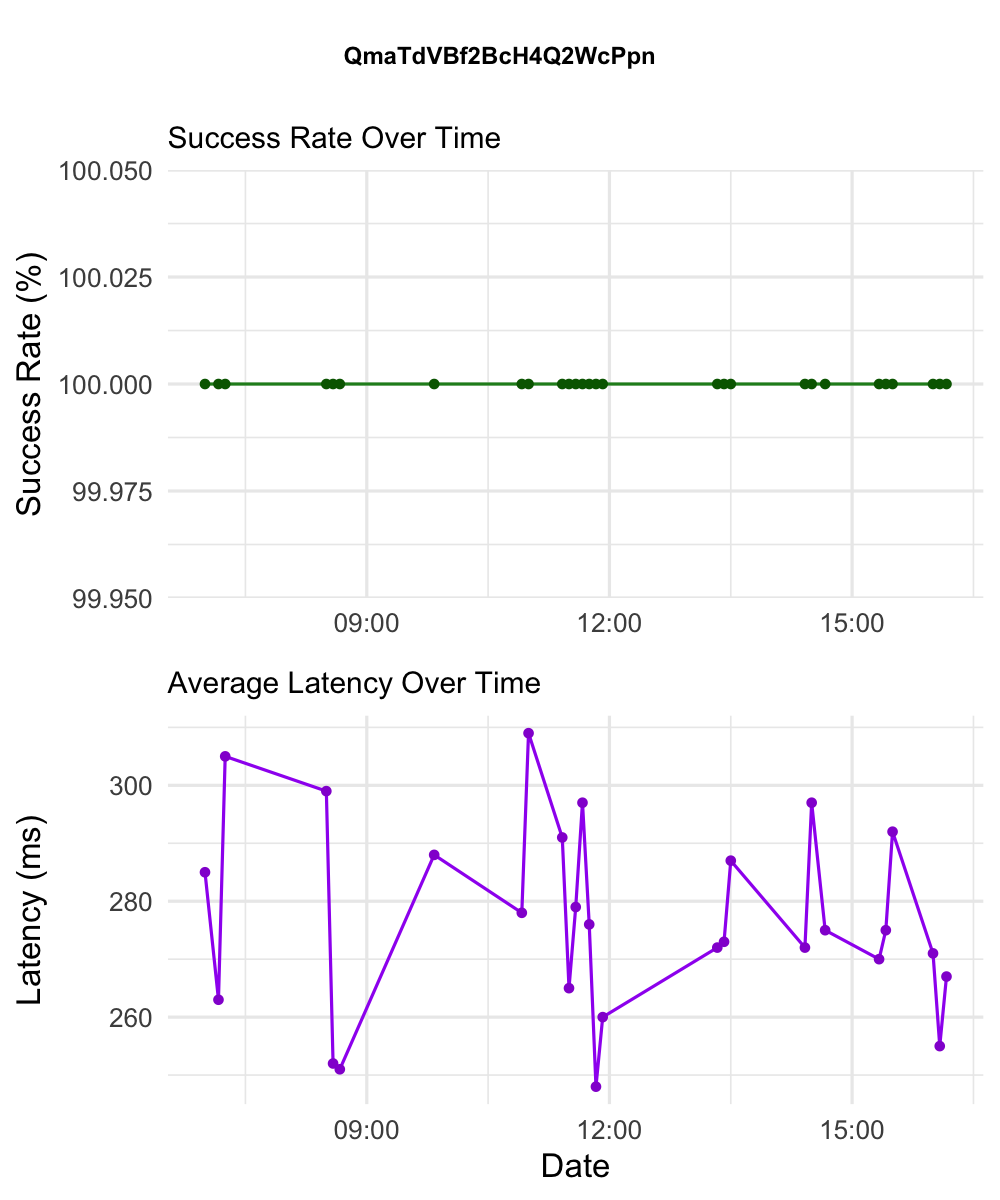 QmaTdVBf2BcH4Q2WcPpn
Success Rate Over Time
Success Rate (%)
100.050
100.025
100.000
99.975
99.950
09:00 12:00 15:00
Average Latency Over Time
Latency (ms)
300
280
260
09:00 12:00 15:00
Date